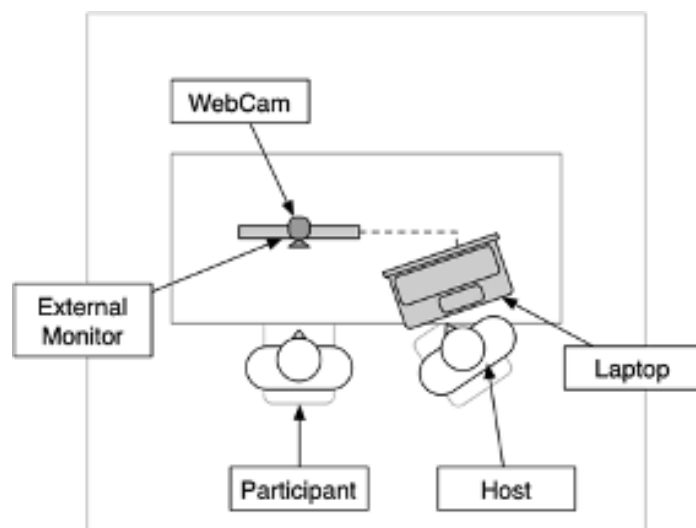 WebCam
External
Monitor
Laptop
Participant
Host